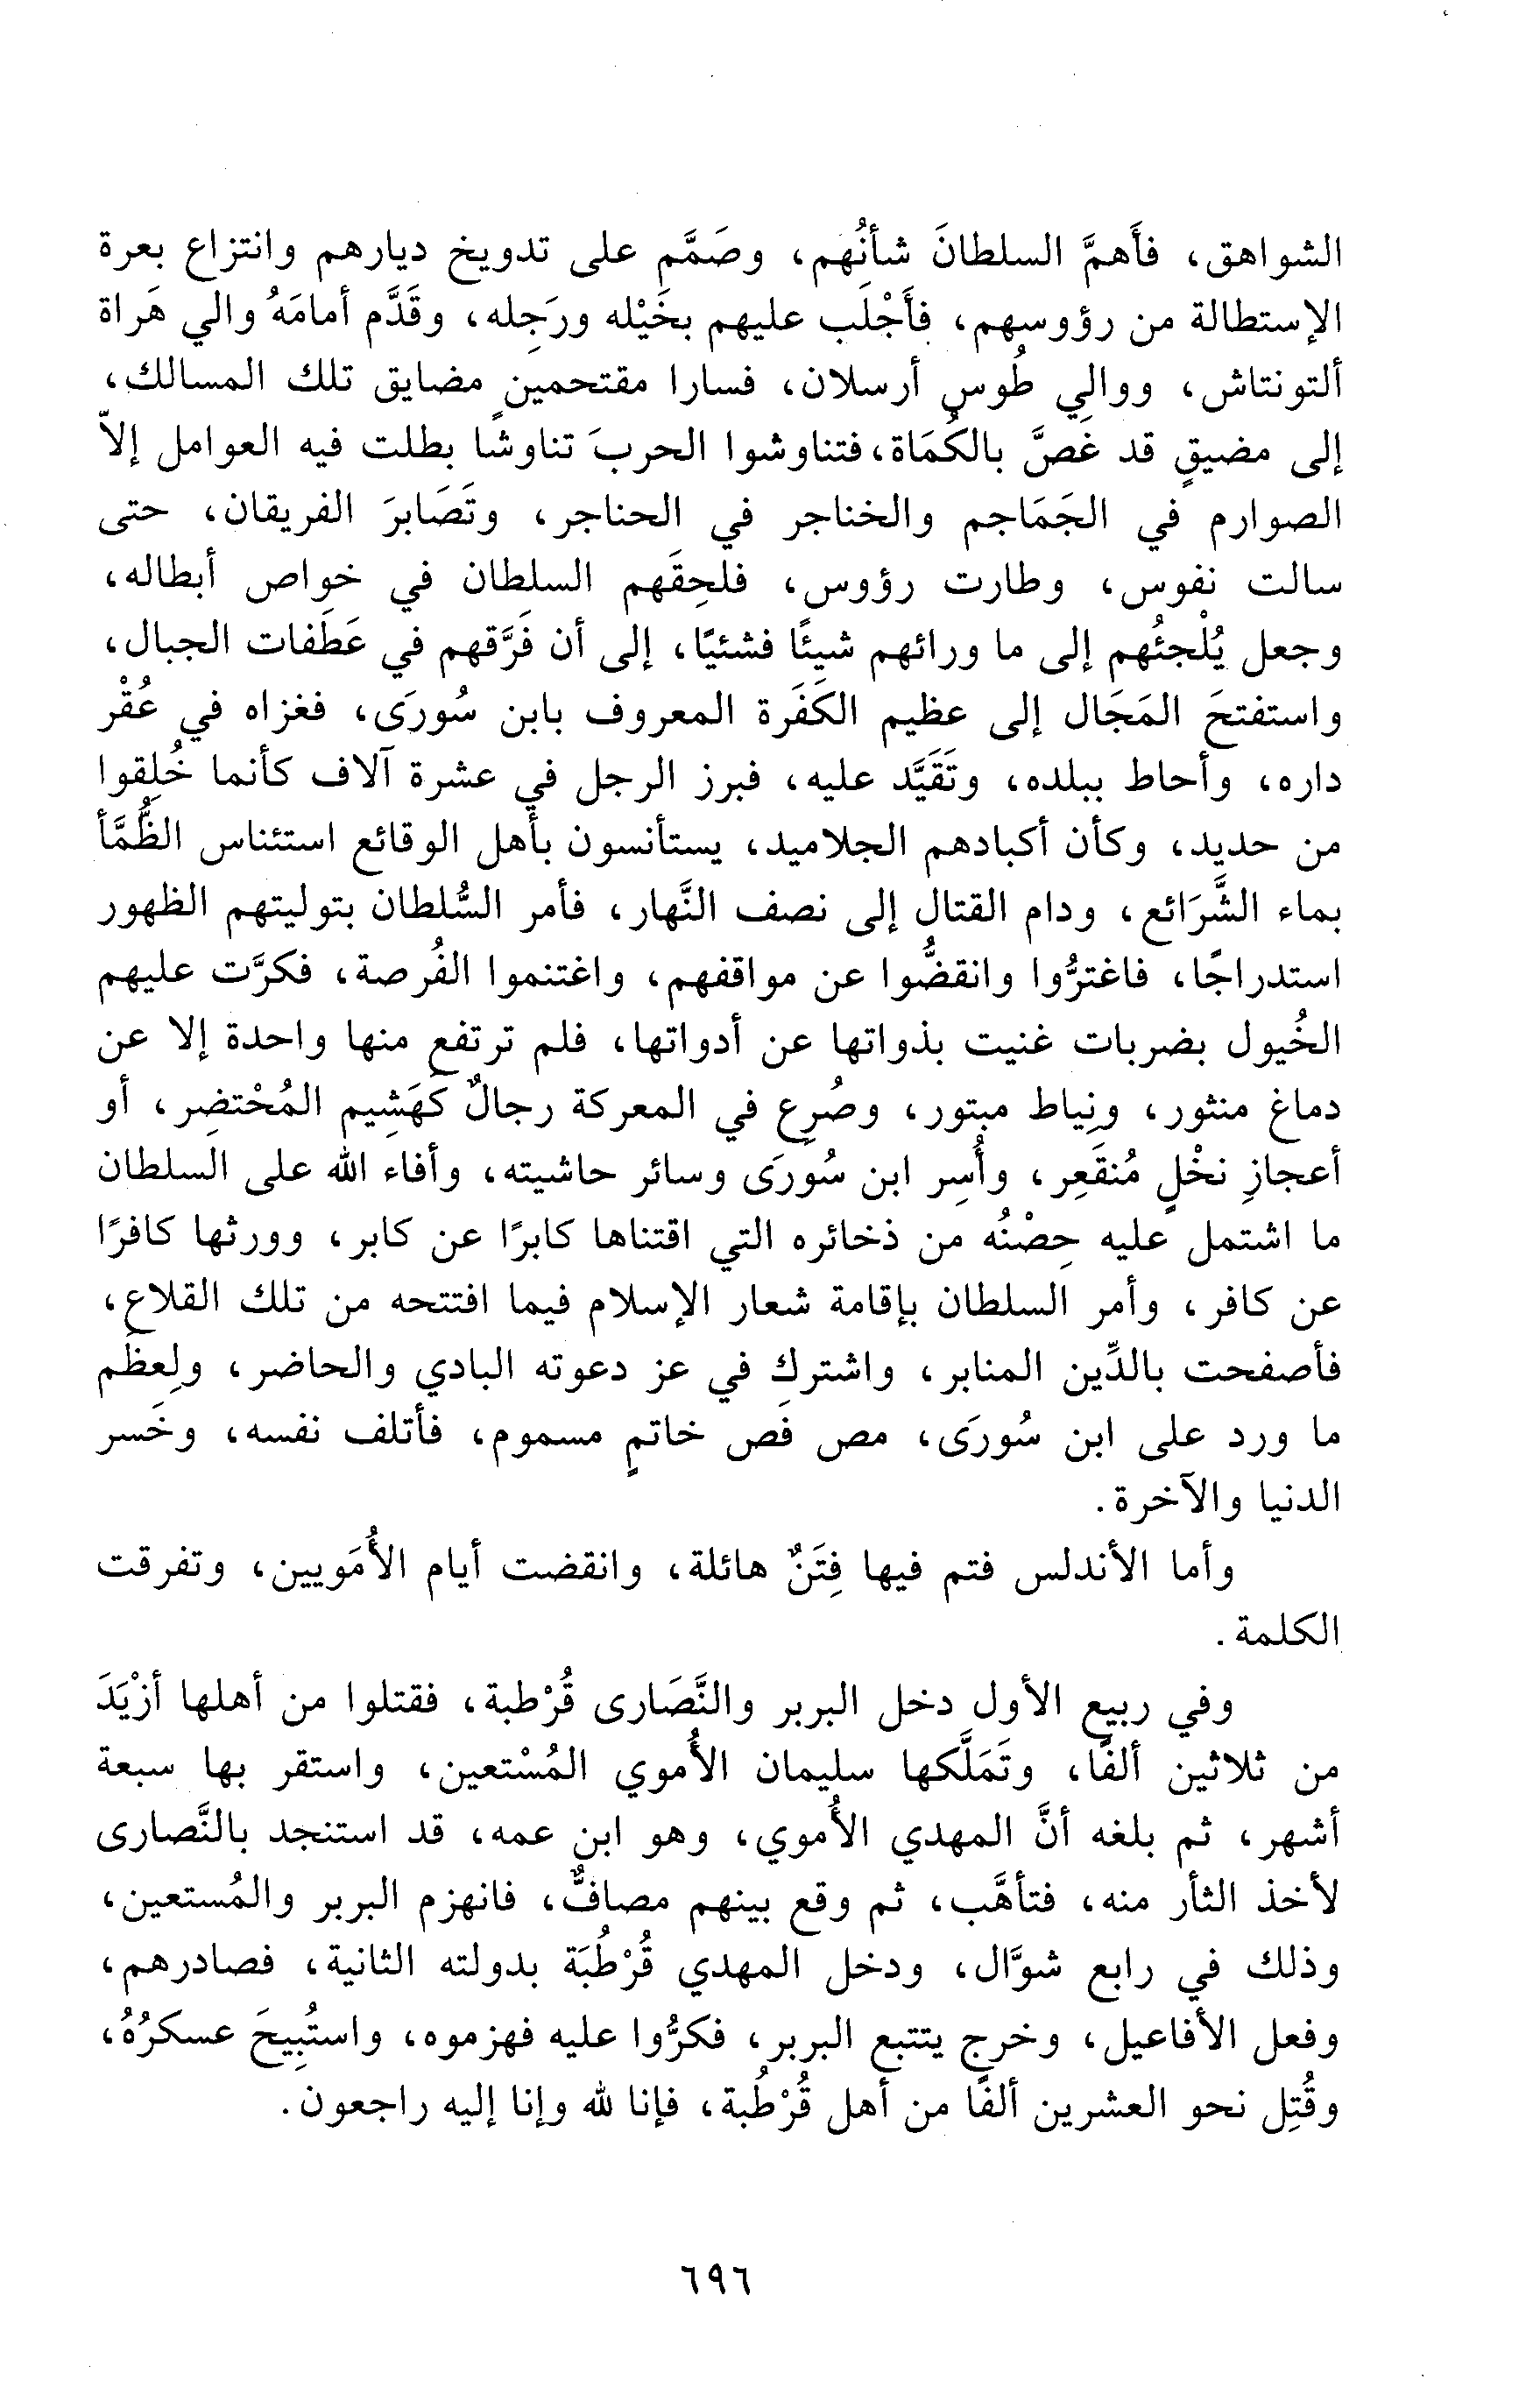 الشواهق، فأَهمَّ السلطانَ شأنُهم، وصَمَّم على تدويخ ديارهم وانتزاع بعرة
الإستطالة من رؤوسهم، فأَجْلَب عليهم بخَيْله ورَجِله، وقَدَّم أمامَهُ والي هَراة
ألتونتاش، ووالي طُوس أرسلان، فسارا مقتحمين مضايق تلك المسالك،
إلى مضيقٍ قد غَصَّ بالكُمَاة، فتناوشوا الحربَ تناوشًا بطلت فيه العوامل إلاّ
الصوارم في الجَمَاجم والخناجر في الحناجر، وتَصَابرَ الفريقان، حتى
سالت نفوس، وطارت رؤوس، فلحِقَهم السلطان في خواص أبطاله،
وجعل يُلْجئُهم إلى ما ورائهم شيئًا فشئيًا، إلى أن فَرَّقهم في عَطَفات الجبال،
واستفتحَ المَجَال إلى عظيم الكَفَرة المعروف بابن سُورَى، فغزاه في عُقْر
داره، وأحاط ببلده، وتَقَيَّد عليه، فبرز الرجل في عشرة آلاف كأنما خُلِقوا
من حديد، وكأن أكبادهم الجلاميد، يستأنسون بأهل الوقائع استئناس الظُّمَّأ
بماء الشَّرَائع، ودام القتال إلى نصف النَّهار، فأمر السُّلطان بتوليتهم الظهور
استدراجًا، فاغترُّوا وانقضُّوا عن مواقفهم، واغتنموا الفُرصة، فكرَّت عليهم
الخُيول بضربات غنيت بذواتها عن أدواتها، فلم ترتفع منها واحدة إلا عن
دماغ منثور، ونِياط مبتور، وصُرِع في المعركة رجالٌ كَهَشِيم المُحْتضِر، أو
أعجازِ نخْلٍ مُنقَعِر، وأُسِر ابن سُورَى وسائر حاشيته، وأفاء الله على السلطان
ما اشتمل عليه حِصْنُه من ذخائره التي اقتناها كابرًا عن كابر، وورثها كافرًا
عن كافر، وأمر السلطان بإقامة شعار الإسلام فيما افتتحه من تلك القلاع،
فأصفحت بالدِّين المنابر، واشترك في عز دعوته البادي والحاضر، ولِعظَم
ما ورد على ابن سُورَى، مص فَص خاتمٍ مسموم، فأتلف نفسه، وخَسر
الدنيا والآخرة.
وأما الأندلس فتم فيها فِتَنٌ هائلة، وانقضت أيام الأُمَويين، وتفرقت
الكلمة.
وفي ربيع الأول دخل البربر والنَّصَارى قُرْطبة، فقتلوا من أهلها أزْيَدَ
من ثلاثين ألفًا، وتَمَلَّكها سليمان الأُموي المُسْتعين، واستقر بها سبعة
أشهر، ثم بلغه أنَّ المهدي الأُموي، وهو ابن عمه، قد استنجد بالنَّصارى
لأخذ الثأر منه، فتأهَّب، ثم وقع بينهم مصافٌّ، فانهزم البربر والمُستعين،
وذلك في رابع شوَّال، ودخل المهدي قُرْطُبَة بدولته الثانية، فصادرهم،
وفعل الأفاعيل، وخرج يتتبع البربر، فكرُّوا عليه فهزموه، واستُبِيحَ عسكرُهُ،
وقُتِل نحو العشرين ألفًا من أهل قُرْطُبة، فإنا لله وإنا إليه راجعون.
٦٩٦